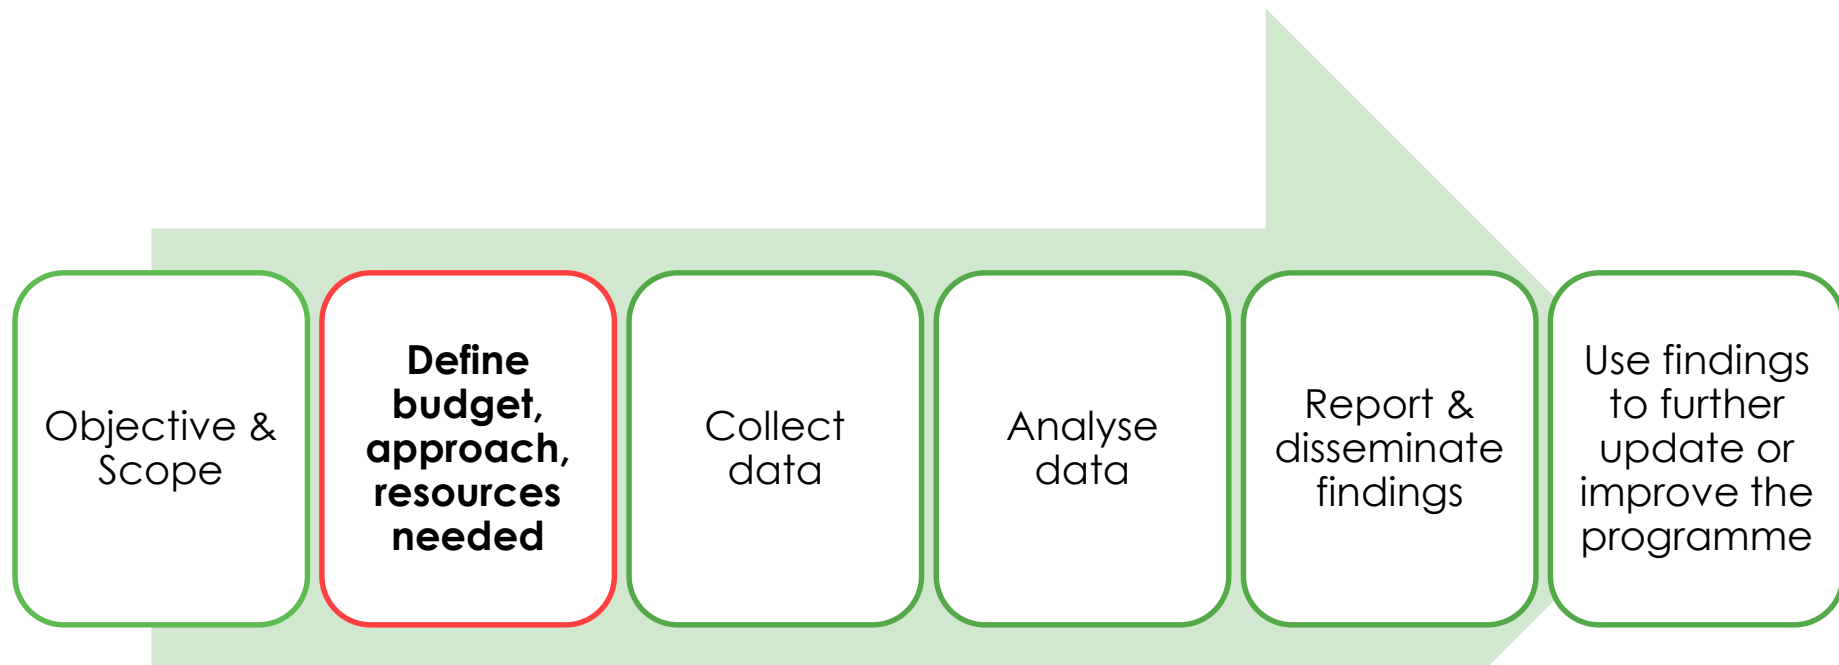 Objective &
Scope
Define
budget,
approach,
resources
needed
Collect
data
Analyse
data
Report &
disseminate
findings
Use findings
to further
update or
improve the
programme